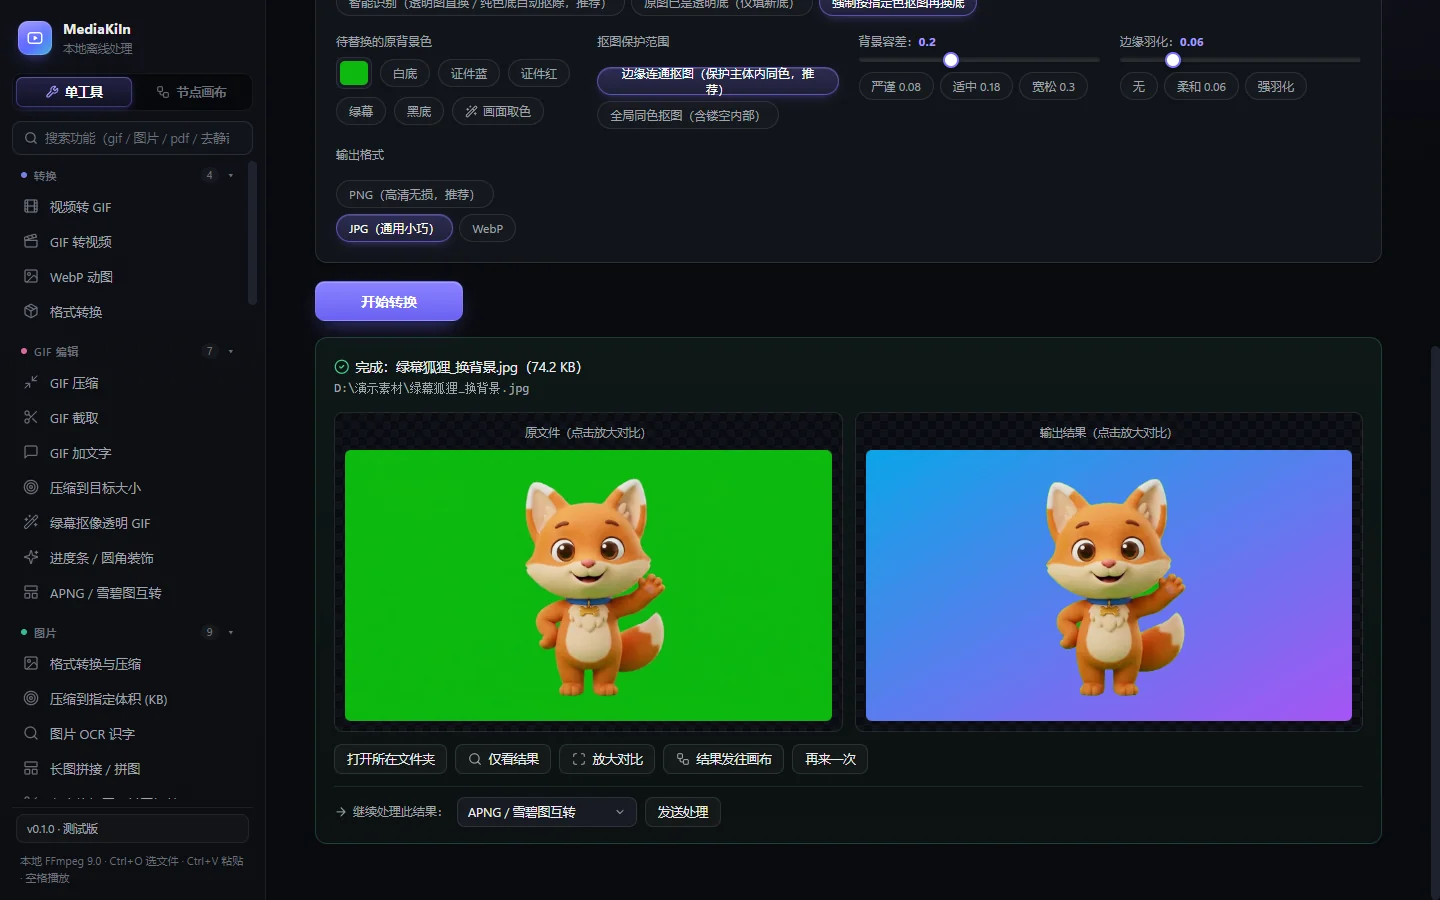 MediaKiln
本地离线处理
单工具
节点画布
搜索功能（gif / 图片 / pdf / 去静
转换
4
视频转 GIF
GIF 转视频
WebP 动图
格式转换
GIF 编辑
7
GIF 压缩
GIF 截取
GIF 加文字
压缩到目标大小
绿幕抠像透明 GIF
进度条 / 圆角装饰
APNG / 雪碧图互转
图片
9
格式转换与压缩
压缩到指定体积 (KB)
图片 OCR 识字
长图拼接 / 拼图
v0.1.0 · 测试版
本地 FFmpeg 9.0 · Ctrl+O 选文件 · Ctrl+V 粘贴
· 空格播放
智能识别（透明图直换 / 纯色底自动抠除，推荐）
原图已是透明底（仅填新底）
强制按指定色抠图再换底
待替换的原背景色
白底
证件蓝
证件红
绿幕
黑底
画面取色
抠图保护范围
边缘连通抠图（保护主体内同色，推
荐）
全局同色抠图（含镂空内部）
背景容差：0.2
严谨 0.08
适中 0.18
宽松 0.3
边缘羽化：0.06
无
柔和 0.06
强羽化
输出格式
PNG（高清无损，推荐）
JPG（通用小巧）
WebP
开始转换
完成：绿幕狐狸_换背景.jpg（74.2 KB）
D:\演示素材\绿幕狐狸_换背景.jpg
原文件（点击放大对比）
输出结果（点击放大对比）
打开所在文件夹
仅看结果
放大对比
结果发往画布
再来一次
继续处理此结果：
APNG / 雪碧图互转
发送处理